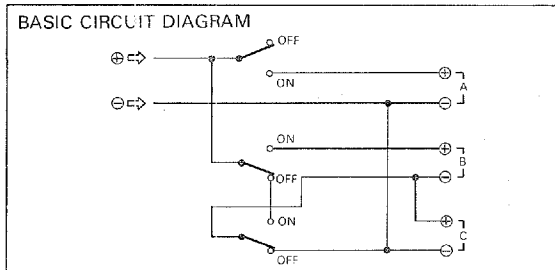 BASIC CIRCUIT DIAGRAM
OFF
⊕ ⇨
ON
⊕
A
⊖ ⇨
⊖
ON
⊕
B
OFF
⊖
ON
⊕
C
OFF
⊖